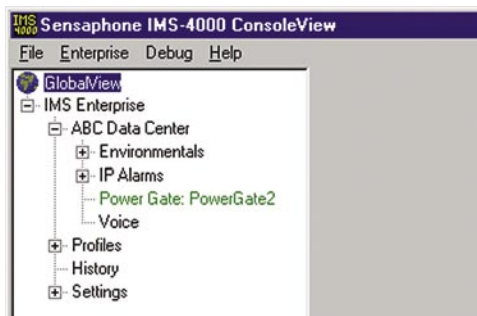 IMS
4000 Sensaphone IMS-4000 ConsoleView
File Enterprise Debug Help
GlobalView
IMS Enterprise
ABC Data Center
Environmentals
IP Alarms
Power Gate: PowerGate2
Voice
Profiles
History
Settings